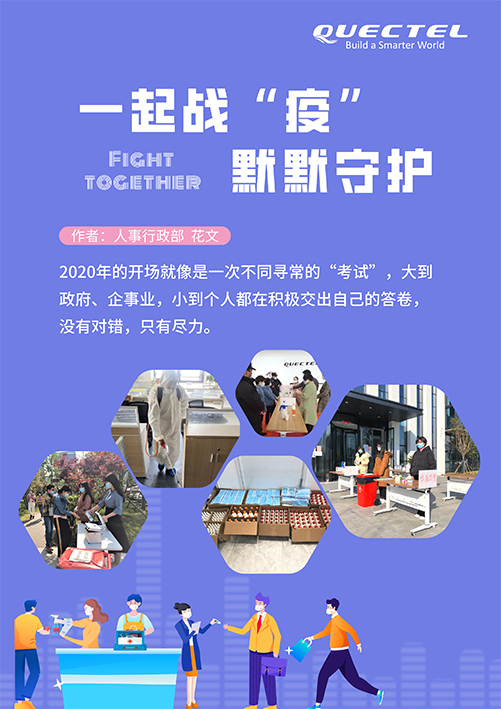 QUECTEL
Build a Smarter World
一起战“疫”
FIGHT
TOGETHER
默默守护
作者：人事行政部 花文
2020年的开场就像是一次不同寻常的“考试”，大到
政府、企事业，小到个人都在积极交出自己的答卷，
没有对错，只有尽力。
QUECTEL